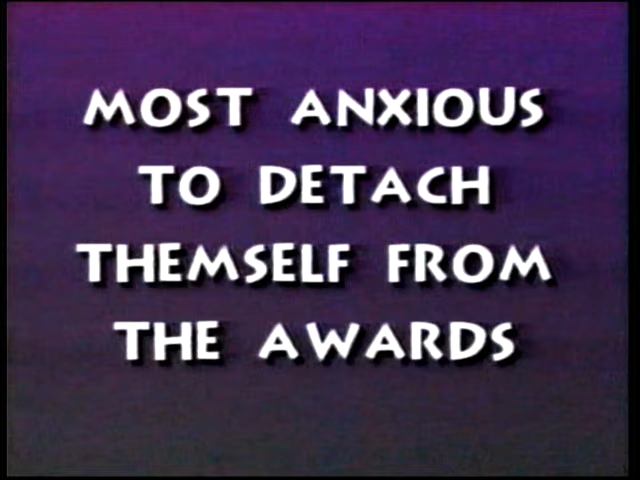 MOST ANXIOUS
TO DETACH
THEMSELF FROM
THE AWARDS